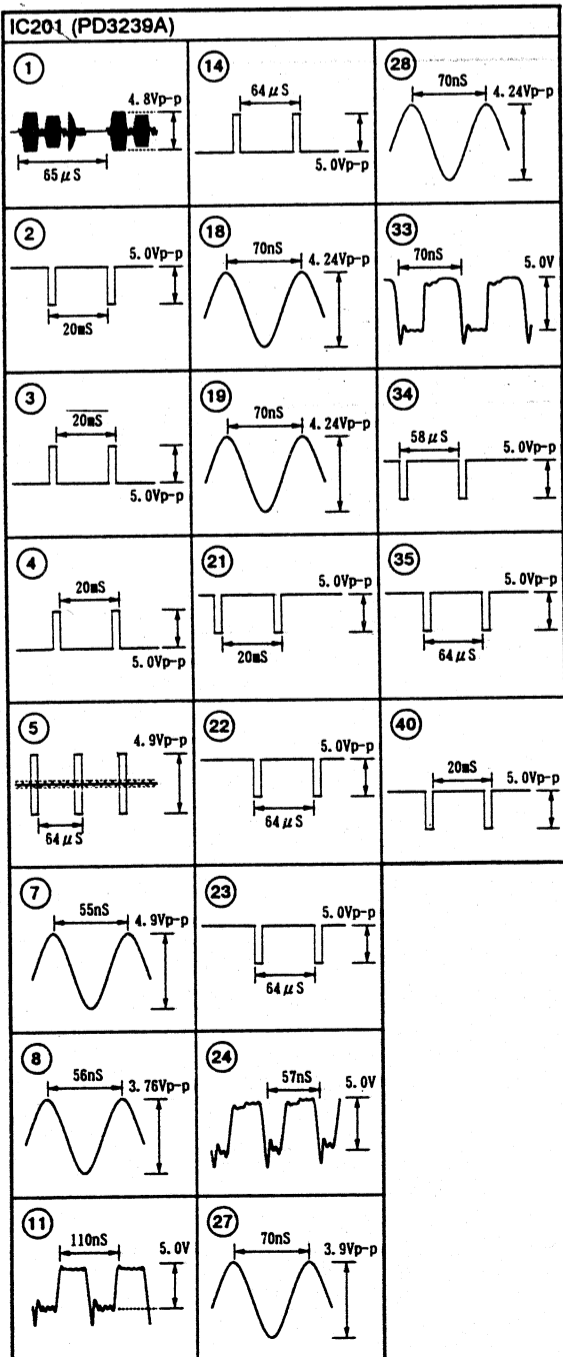 IC201 (PD3239A)
1
4.8Vp-p
65μS
2
5.0Vp-p
20mS
3
20mS
5.0Vp-p
4
20mS
5.0Vp-p
5
4.9Vp-p
64μS
7
55nS
4.9Vp-p
8
56nS
3.76Vp-p
11
110nS
5.0V
14
64μS
5.0Vp-p
18
70nS
4.24Vp-p
19
70nS
4.24Vp-p
21
5.0Vp-p
20mS
22
5.0Vp-p
64μS
23
5.0Vp-p
64μS
24
57nS
5.0V
27
70nS
3.9Vp-p
28
70nS
4.24Vp-p
33
70nS
5.0V
34
58μS
5.0Vp-p
35
5.0Vp-p
64μS
40
20mS
5.0Vp-p